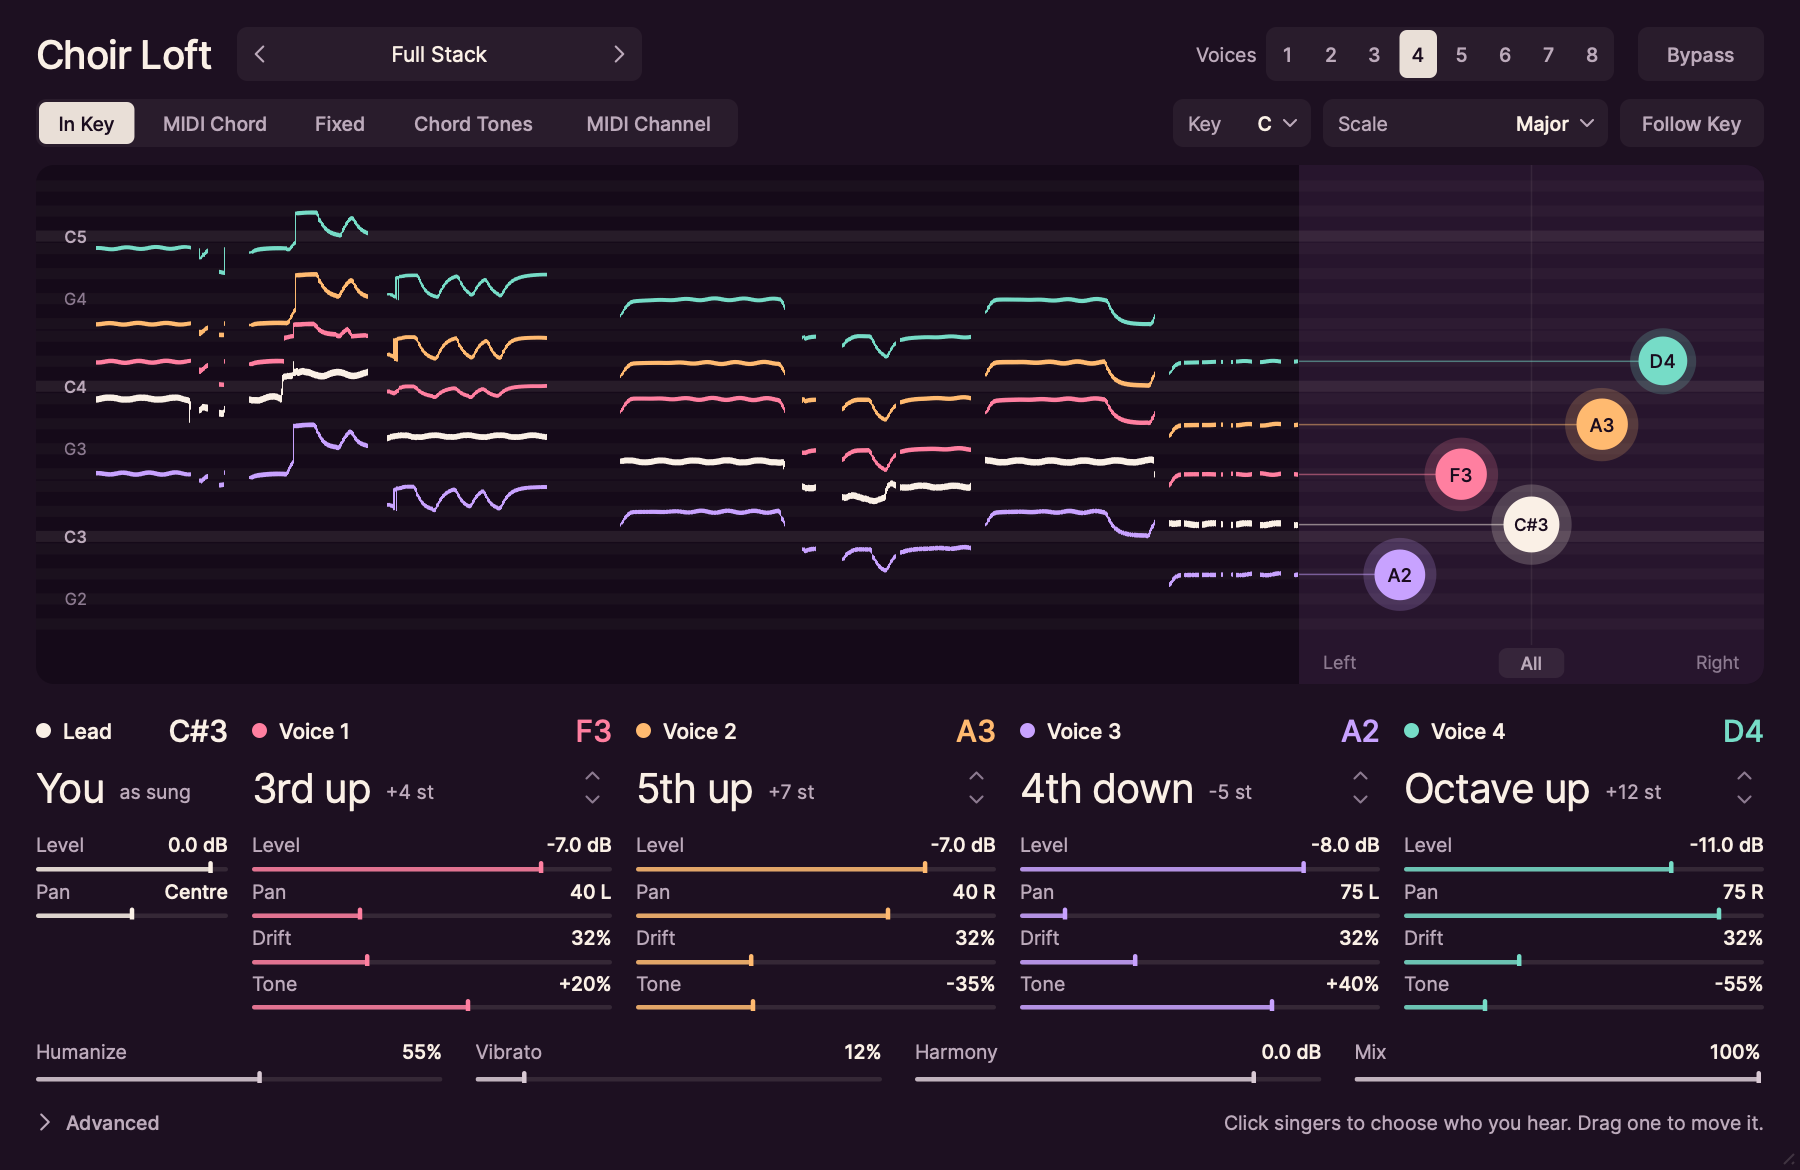 Choir Loft
Full Stack
Voices 1 2 3 4 5 6 7 8
Bypass
In Key MIDI Chord Fixed Chord Tones MIDI Channel
Key C
Scale Major
Follow Key
C5
G4
C4
G3
C3
G2
D4
A3
F3
C#3
A2
Left All Right
Lead C#3
You as sung
Level 0.0 dB
Pan Centre
Voice 1 F3
3rd up +4 st
Level -7.0 dB
Pan 40 L
Drift 32%
Tone +20%
Voice 2 A3
5th up +7 st
Level -7.0 dB
Pan 40 R
Drift 32%
Tone -35%
Voice 3 A2
4th down -5 st
Level -8.0 dB
Pan 75 L
Drift 32%
Tone +40%
Voice 4 D4
Octave up +12 st
Level -11.0 dB
Pan 75 R
Drift 32%
Tone -55%
Humanize 55%
Vibrato 12%
Harmony 0.0 dB
Mix 100%
Advanced
Click singers to choose who you hear. Drag one to move it.